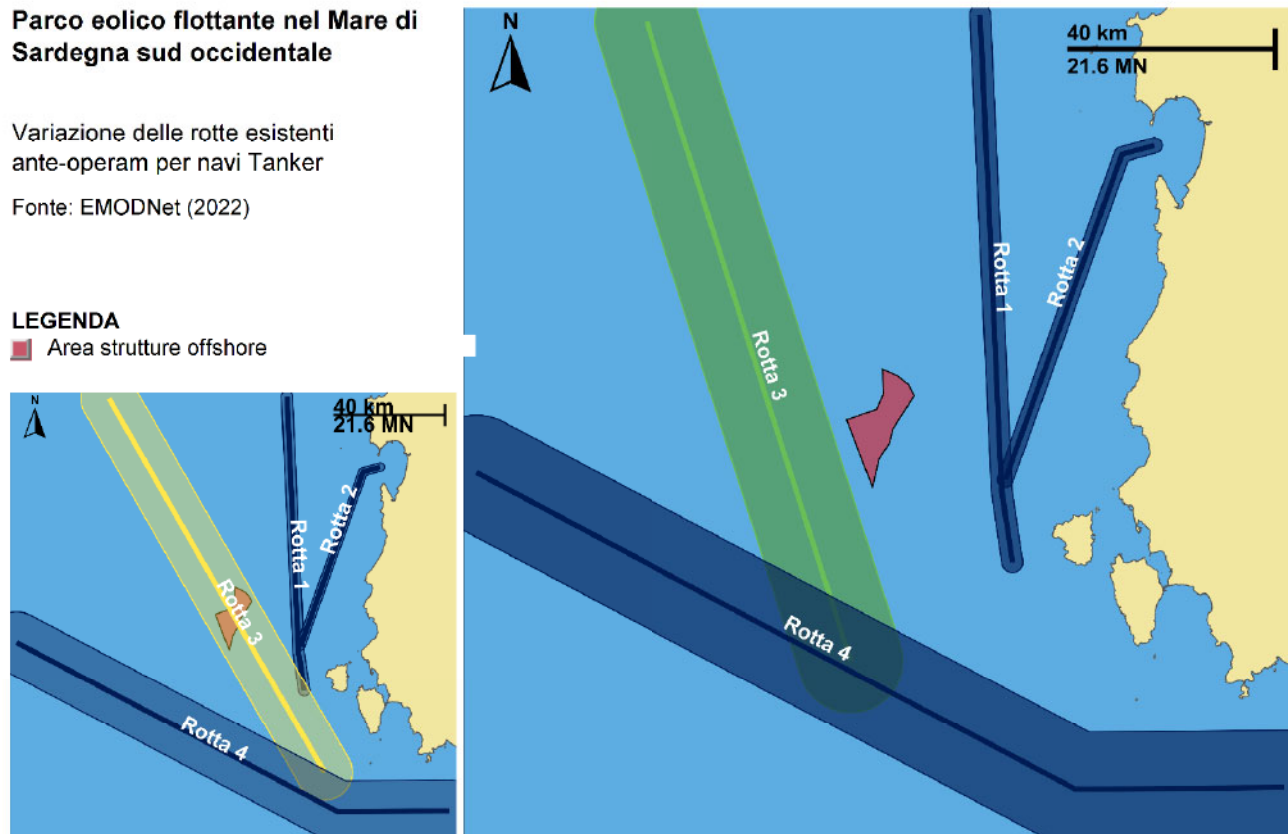 Parco eolico flottante nel Mare di
Sardegna sud occidentale
Variazione delle rotte esistenti
ante-operam per navi Tanker
Fonte: EMODNet (2022)
LEGENDA
Area strutture offshore
N
40 km
21.6 MN
Rotta 1
Rotta 2
Rotta 3
Rotta 4
N
40 km
21.6 MN
Rotta 1
Rotta 2
Rotta 3
Rotta 4